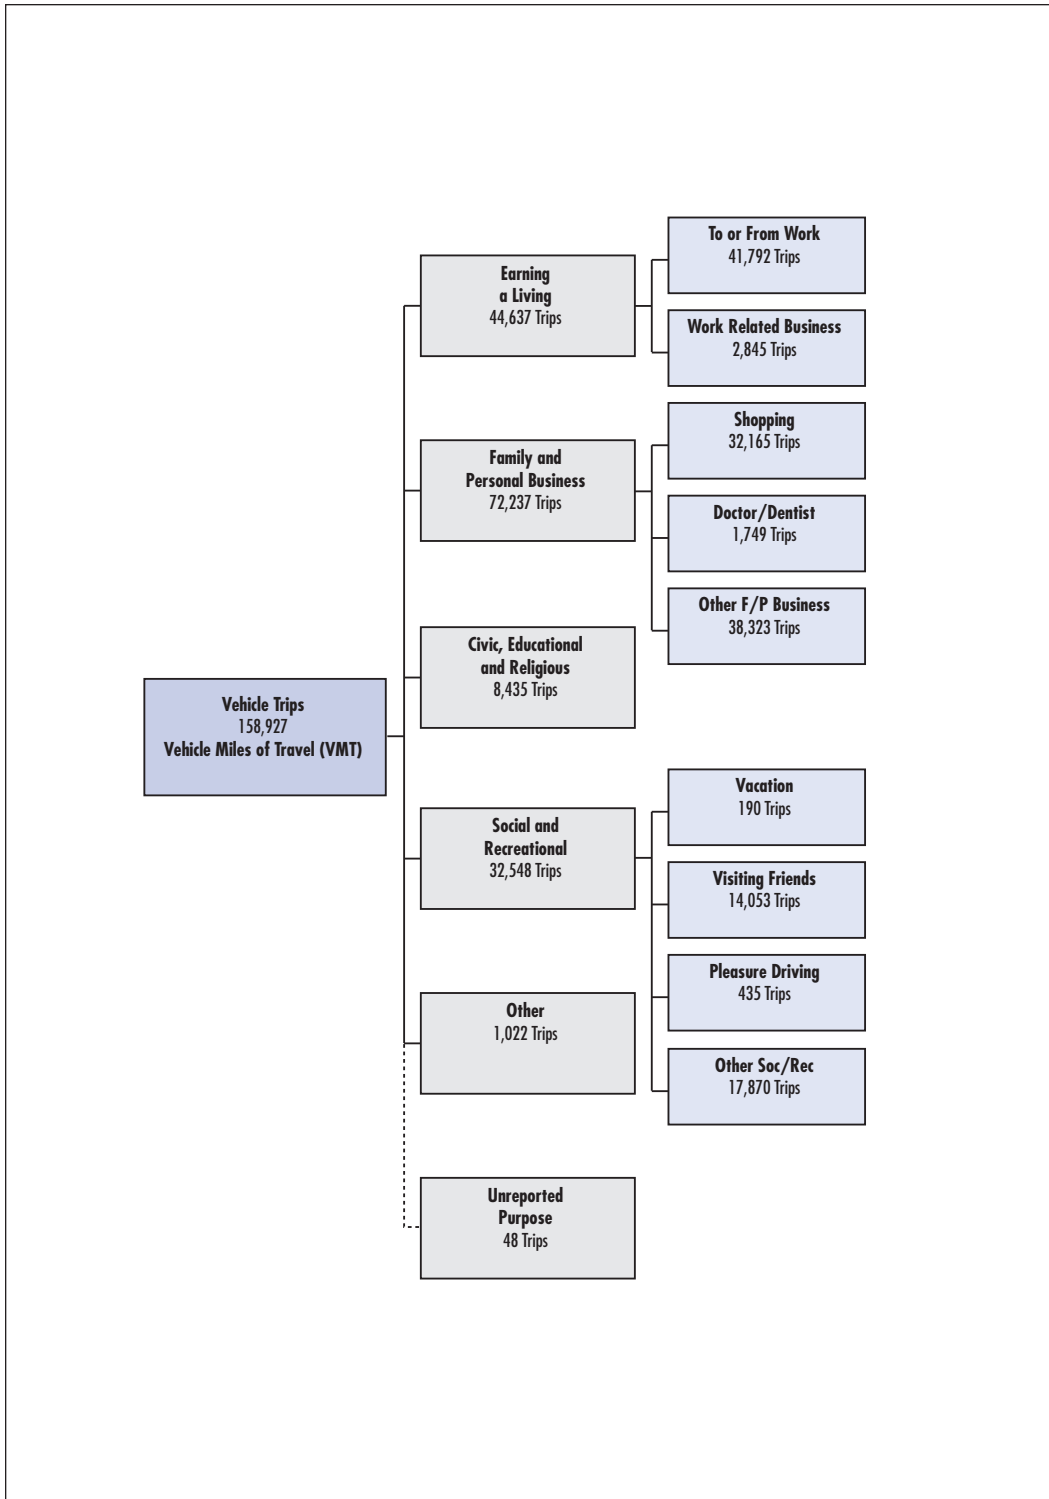 To or From Work
41,792 Trips
Earning
a Living
44,637 Trips
Work Related Business
2,845 Trips
Shopping
32,165 Trips
Family and
Personal Business
72,237 Trips
Doctor/Dentist
1,749 Trips
Other F/P Business
38,323 Trips
Civic, Educational
and Religious
8,435 Trips
Vehicle Trips
158,927
Vehicle Miles of Travel (VMT)
Vacation
190 Trips
Social and
Recreational
32,548 Trips
Visiting Friends
14,053 Trips
Pleasure Driving
435 Trips
Other
1,022 Trips
Other Soc/Rec
17,870 Trips
Unreported
Purpose
48 Trips